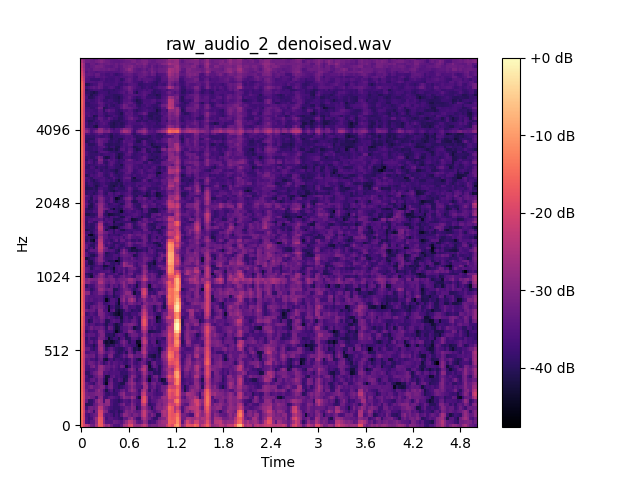 raw_audio_2_denoised.wav
Hz
4096
2048
1024
512
0
0 0.6 1.2 1.8 2.4 3 3.6 4.2 4.8
Time
+0 dB
-10 dB
-20 dB
-30 dB
-40 dB